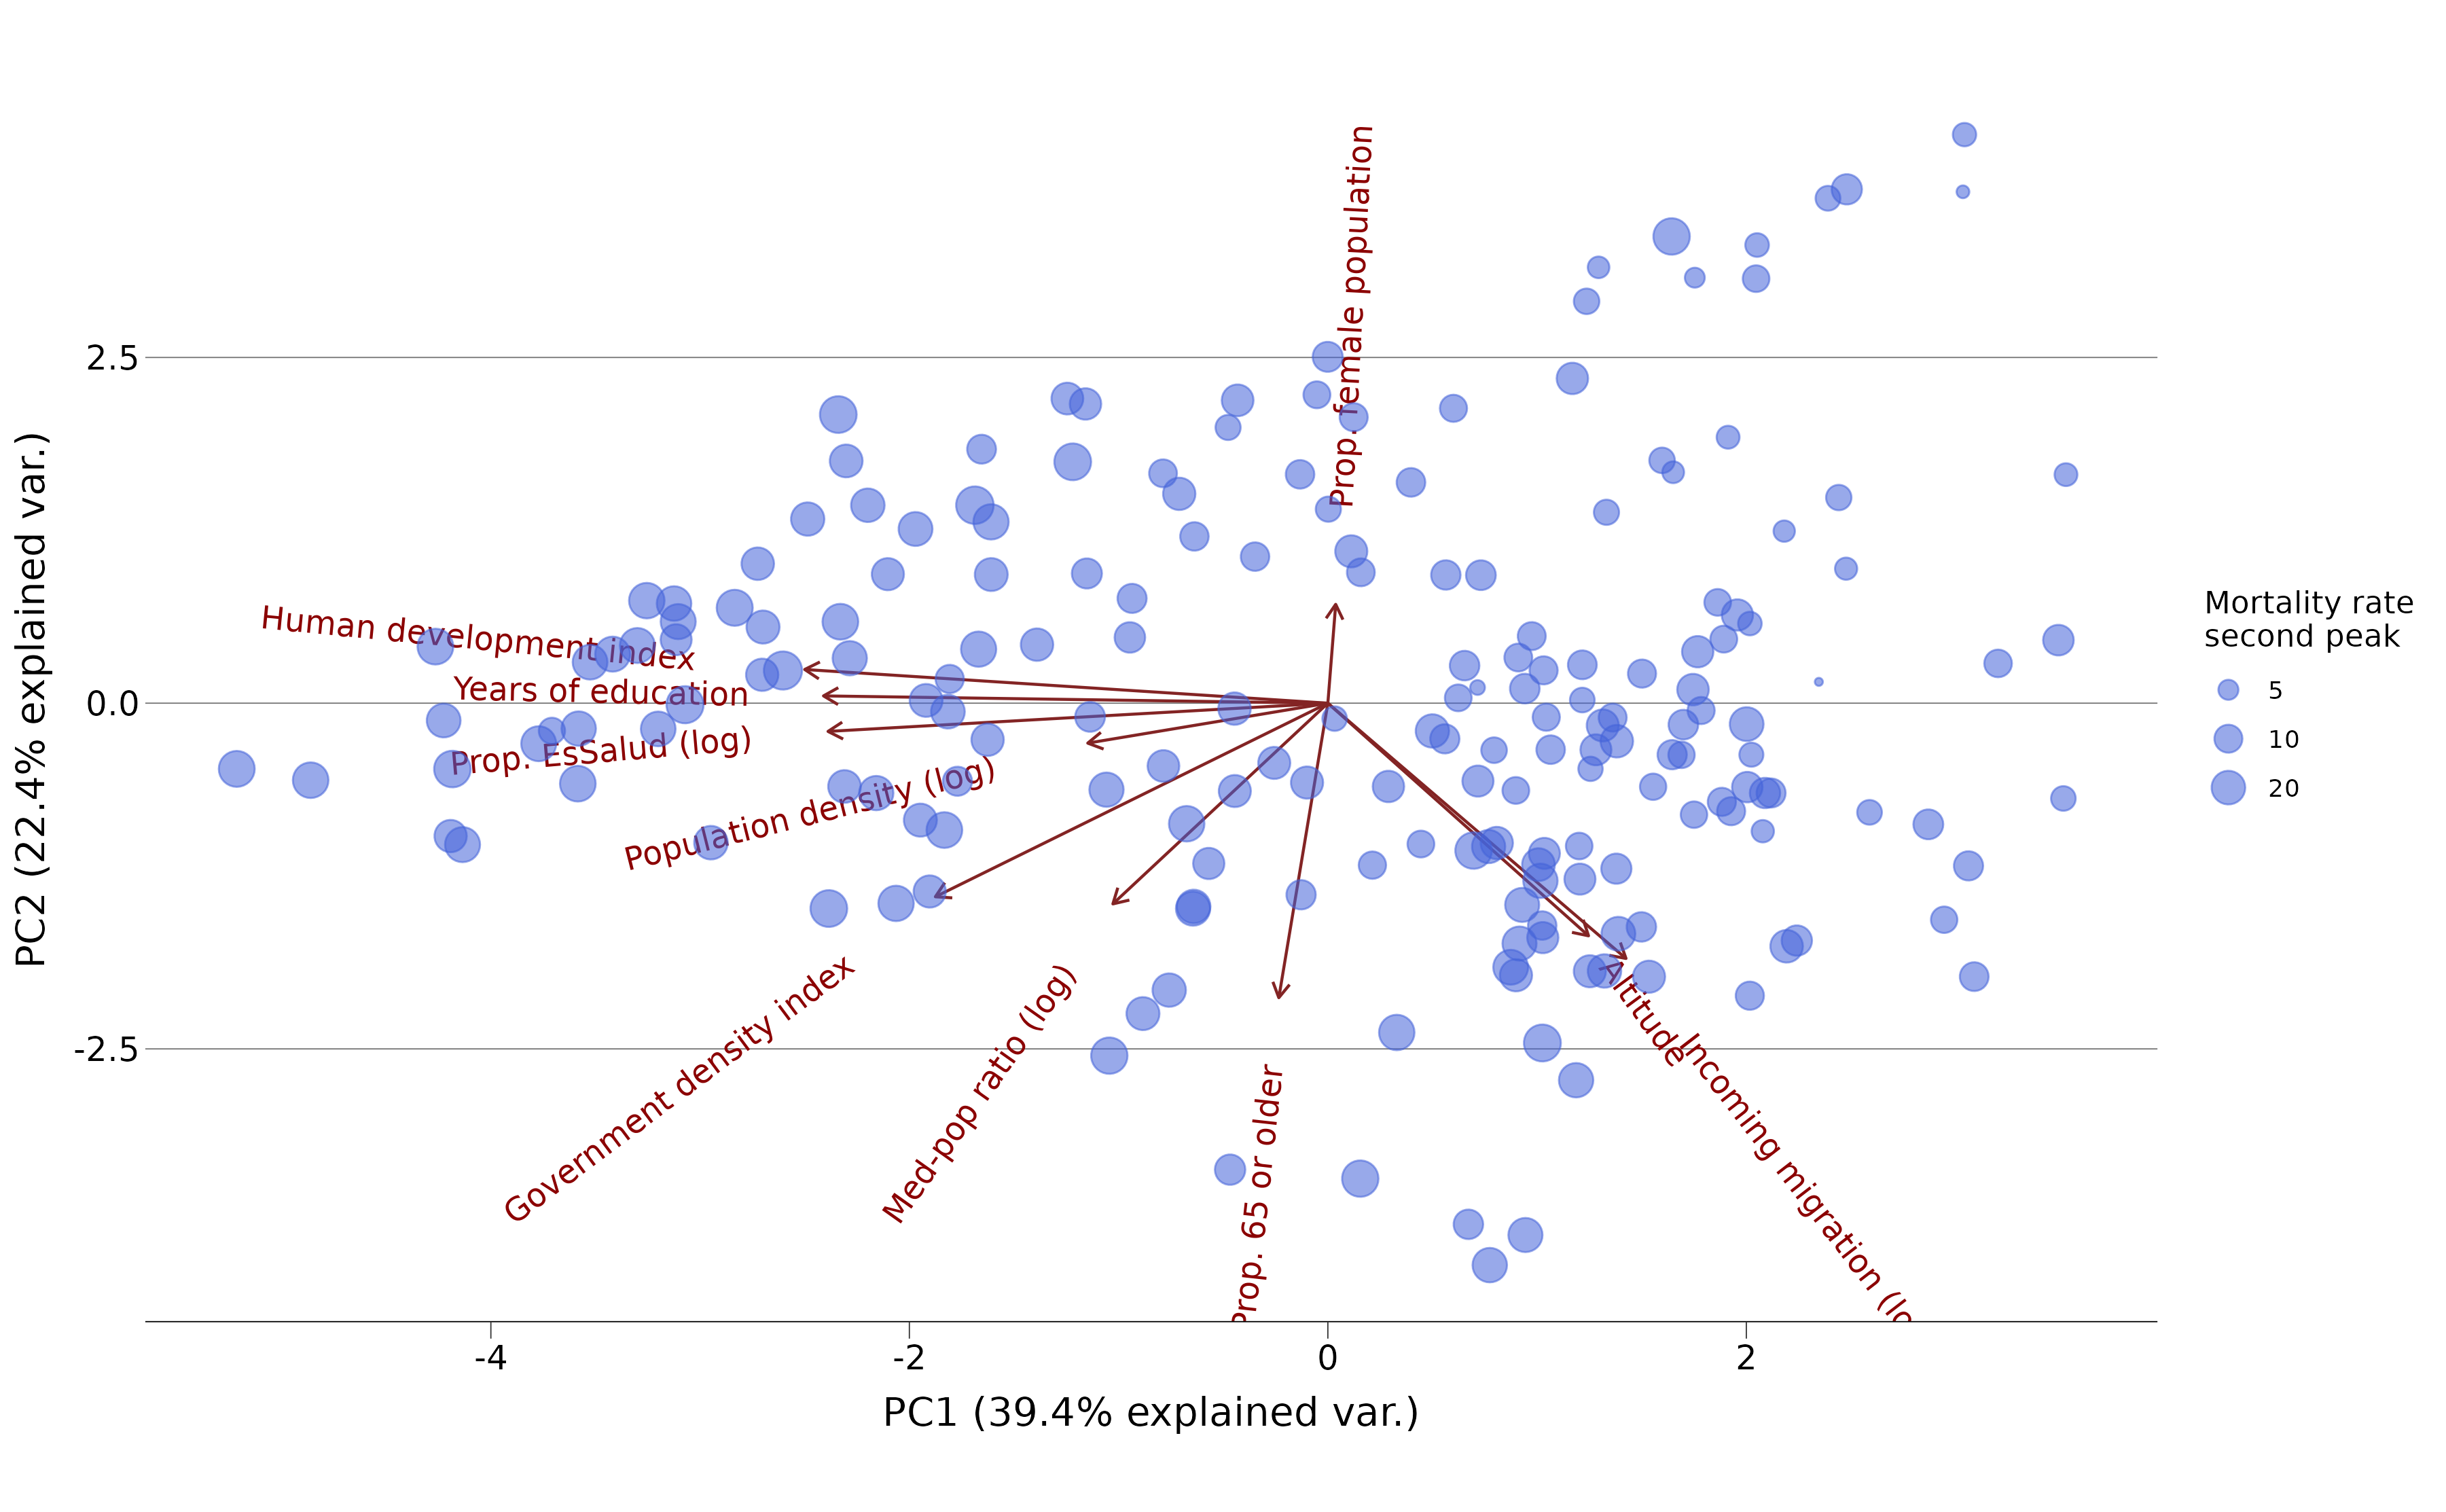 Prop. female population
2.5
Human development index
Years of education
0.0
Prop. EsSalud (log)
Population density (log)
Altitude
-2.5
Government density index
Med-pop ratio (log)
Prop. 65 or older
Incoming migration
-4
-2
0
2
PC1 (39.4% explained var.)
PC2 (22.4% explained var.)
Mortality rate
second peak
5
10
20